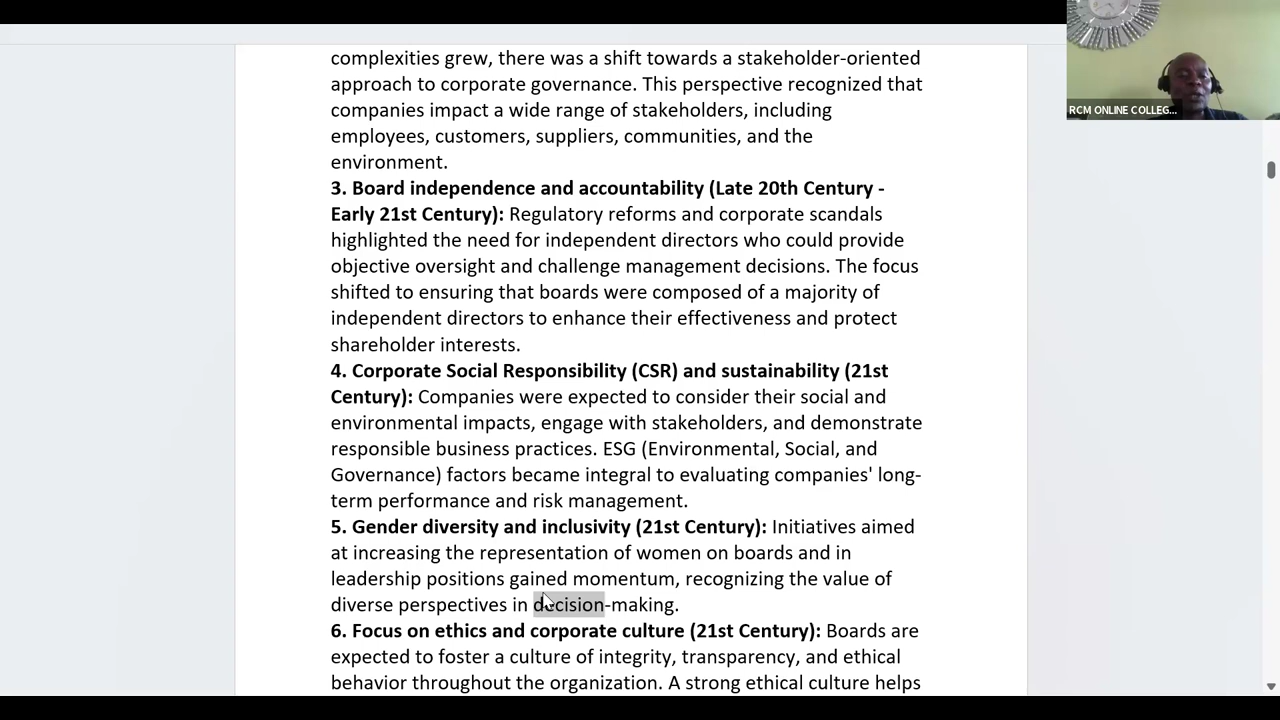 complexities grew, there was a shift towards a stakeholder-oriented
approach to corporate governance. This perspective recognized that
companies impact a wide range of stakeholders, including
employees, customers, suppliers, communities, and the
environment.
3. Board independence and accountability (Late 20th Century -
Early 21st Century): Regulatory reforms and corporate scandals
highlighted the need for independent directors who could provide
objective oversight and challenge management decisions. The focus
shifted to ensuring that boards were composed of a majority of
independent directors to enhance their effectiveness and protect
shareholder interests.
4. Corporate Social Responsibility (CSR) and sustainability (21st
Century): Companies were expected to consider their social and
environmental impacts, engage with stakeholders, and demonstrate
responsible business practices. ESG (Environmental, Social, and
Governance) factors became integral to evaluating companies' long-
term performance and risk management.
5. Gender diversity and inclusivity (21st Century): Initiatives aimed
at increasing the representation of women on boards and in
leadership positions gained momentum, recognizing the value of
diverse perspectives in decision-making.
6. Focus on ethics and corporate culture (21st Century): Boards are
expected to foster a culture of integrity, transparency, and ethical
behavior throughout the organization. A strong ethical culture helps
RCM ONLINE COLLEG...